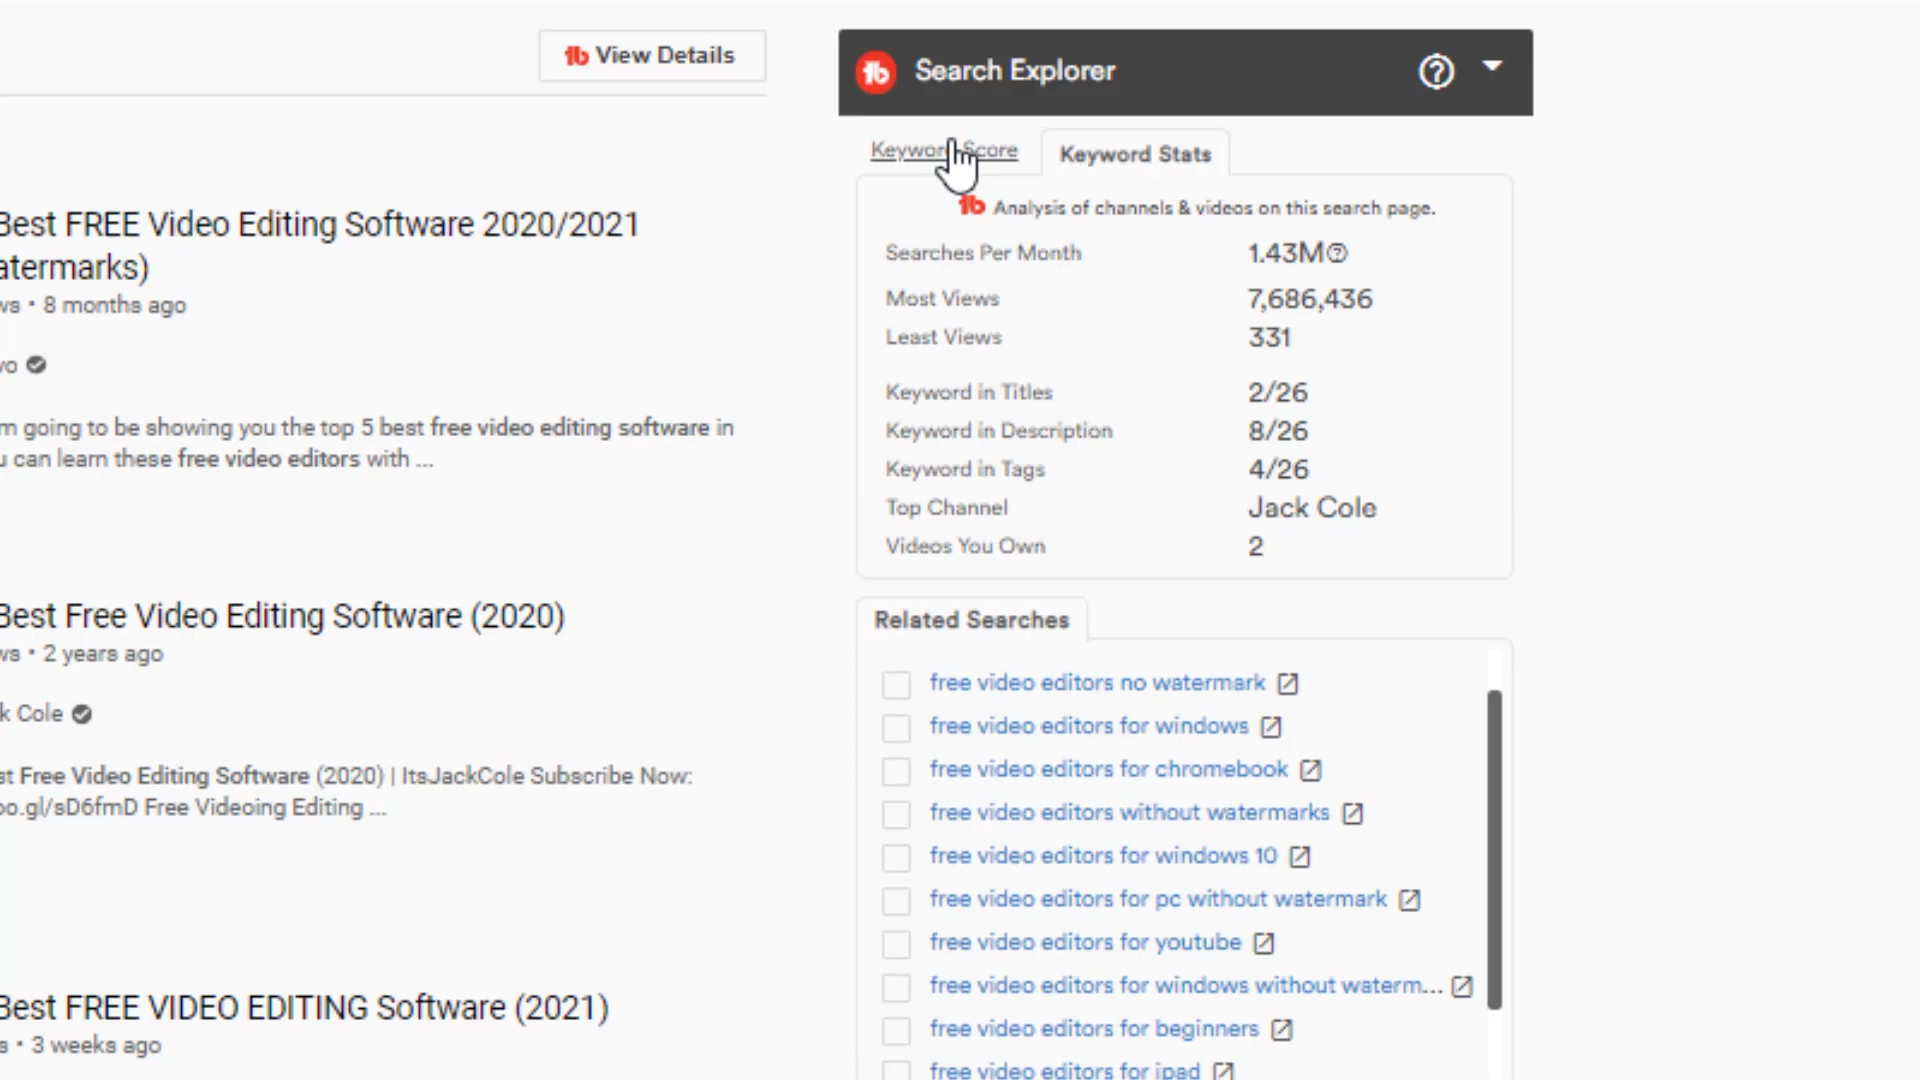 View Details
Best FREE Video Editing Software 2020/2021
atermarks)
ws • 8 months ago
vo
m going to be showing you the top 5 best free video editing software in
u can learn these free video editors with ...
Best Free Video Editing Software (2020)
ws • 2 years ago
k Cole
st Free Video Editing Software (2020) | ItsJackCole Subscribe Now:
oo.gl/sD6fmD Free Videoing Editing ...
Best FREE VIDEO EDITING Software (2021)
s • 3 weeks ago
Search Explorer
Keyword Score Keyword Stats
Analysis of channels & videos on this search page.
Searches Per Month 1.43M
Most Views 7,686,436
Least Views 331
Keyword in Titles 2/26
Keyword in Description 8/26
Keyword in Tags 4/26
Top Channel Jack Cole
Videos You Own 2
Related Searches
free video editors no watermark
free video editors for windows
free video editors for chromebook
free video editors without watermarks
free video editors for windows 10
free video editors for pc without watermark
free video editors for youtube
free video editors for windows without waterm...
free video editors for beginners
free video editors for ipad